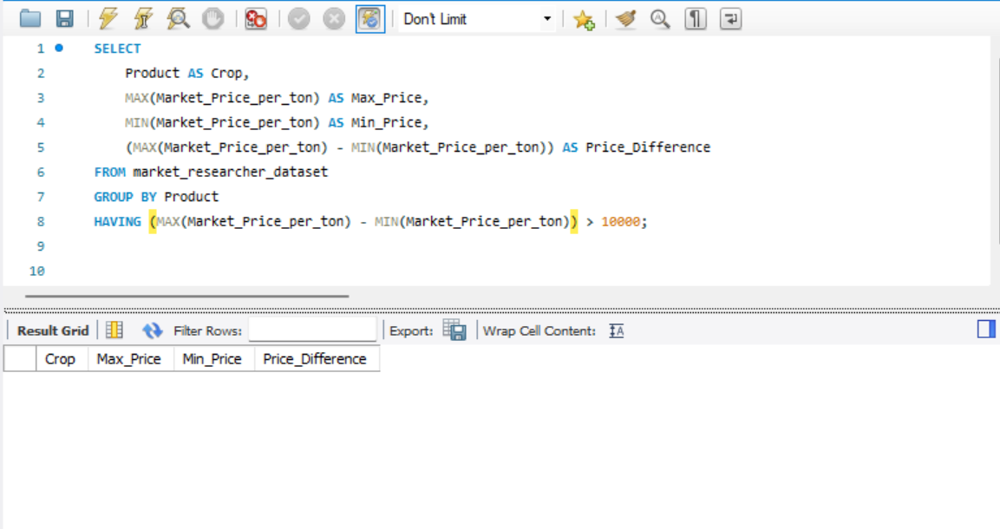 Don't Limit
1 SELECT
2 Product AS Crop,
3 MAX(Market_Price_per_ton) AS Max_Price,
4 MIN(Market_Price_per_ton) AS Min_Price,
5 (MAX(Market_Price_per_ton) - MIN(Market_Price_per_ton)) AS Price_Difference
6 FROM market_researcher_dataset
7 GROUP BY Product
8 HAVING (MAX(Market_Price_per_ton) - MIN(Market_Price_per_ton)) > 10000;
9
10
Result Grid Filter Rows: Export: Wrap Cell Content:
Crop Max_Price Min_Price Price_Difference